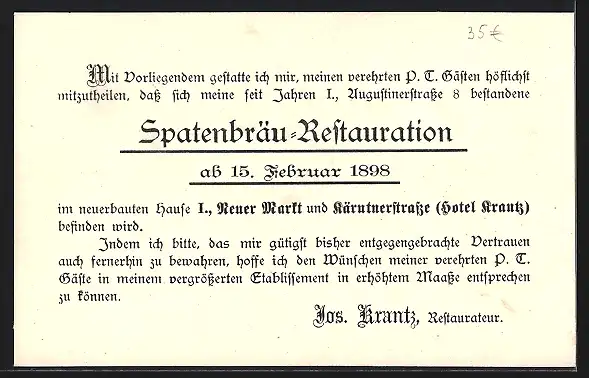 35€
Mit Vorliegendem gestatte ich mir, meinen verehrten P. T. Gästen höflichst
mitzutheilen, daß sich meine seit Jahren I., Augustinerstraße 8 bestandene
Spatenbräu-Restauration
ab 15. Februar 1898
im neuerbauten Hause I., Neuer Markt und Kärntnerstraße (Hotel Krantz)
befinden wird.
Indem ich bitte, das mir gütigst bisher entgegengebrachte Vertrauen
auch fernerhin zu bewahren, hoffe ich den Wünschen meiner verehrten P. T.
Gäste in meinem vergrößerten Etablissement in erhöhtem Maaße entsprechen
zu können.
Jos. Krantz, Restaurateur.